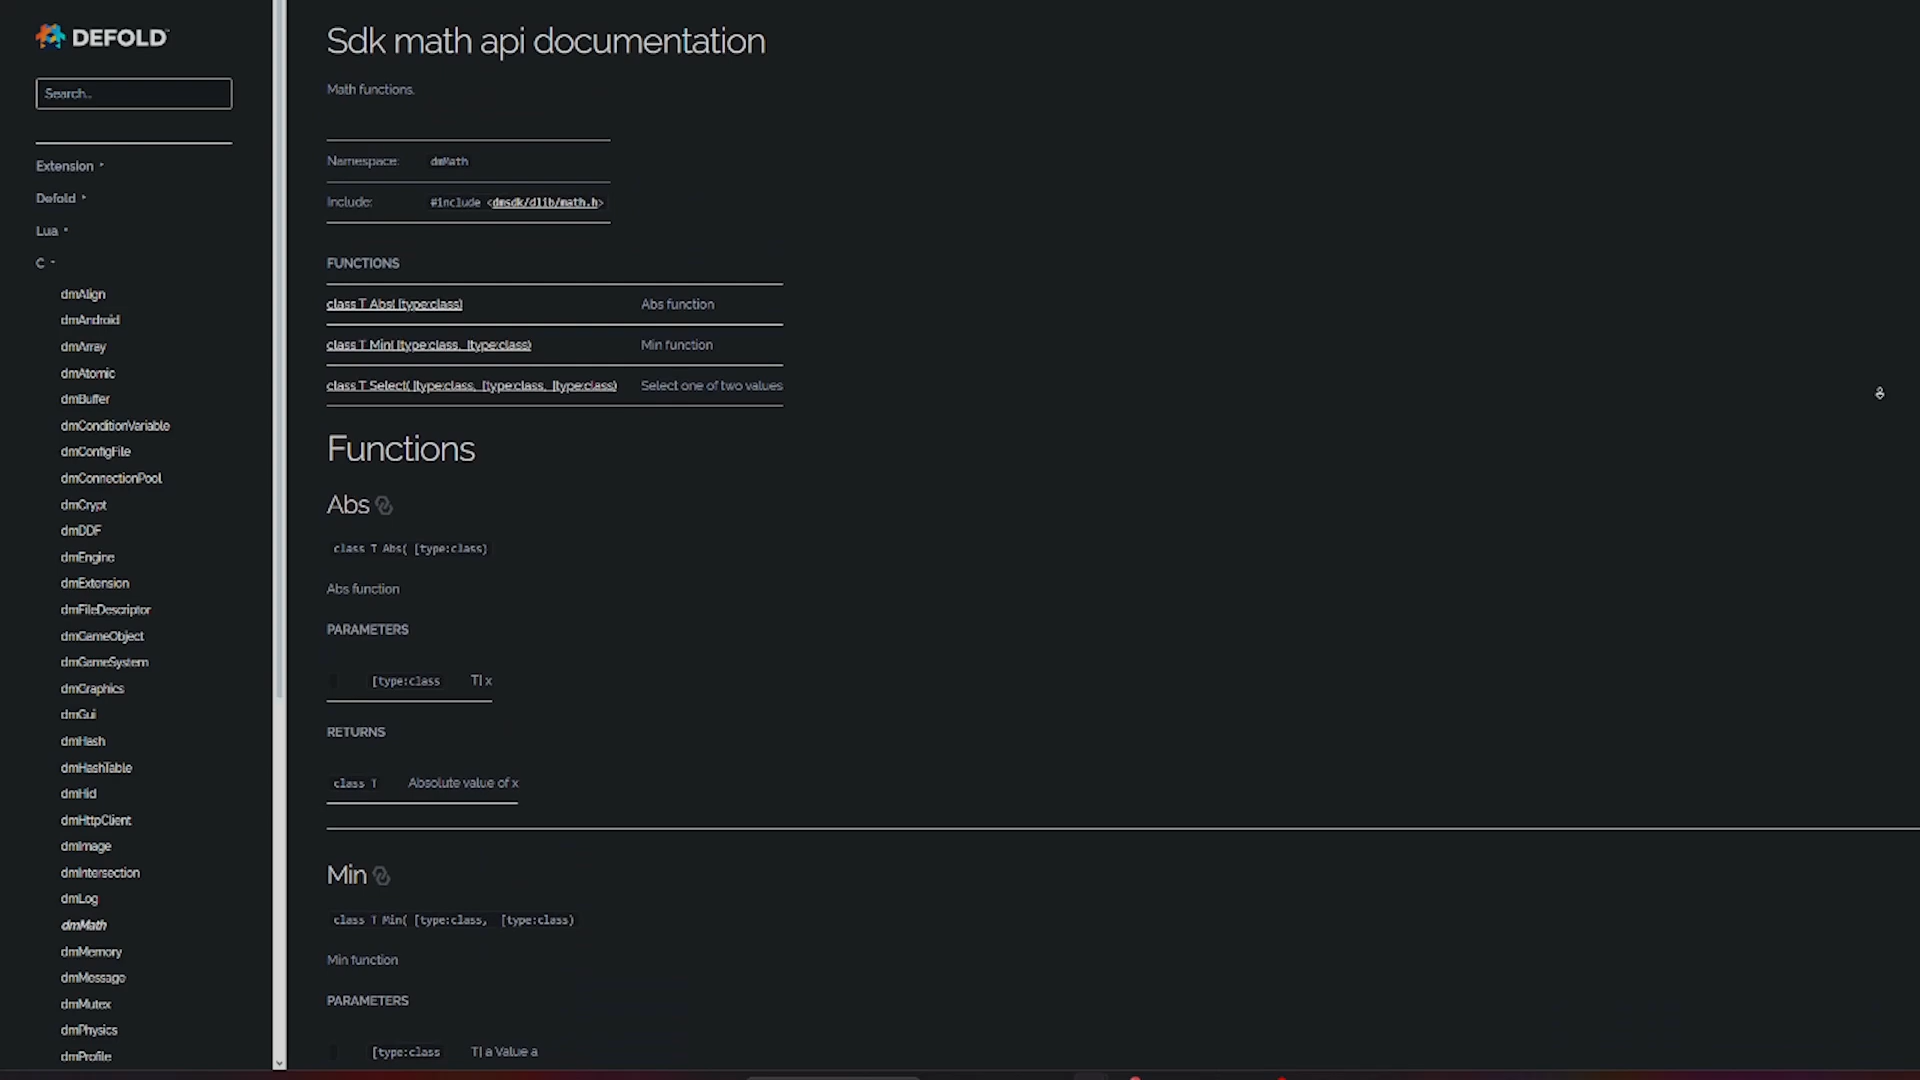 DEFOLD
Search..
Extension
Defold
Lua
C
dmAlign
dmAndroid
dmArray
dmAtomic
dmBuffer
dmConditionVariable
dmConfigFile
dmConnectionPool
dmCrypt
dmDDF
dmEngine
dmExtension
dmFileDescriptor
dmGameObject
dmGameSystem
dmGraphics
dmGui
dmHash
dmHashTable
dmHid
dmHttpClient
dmImage
dmIntersection
dmLog
dmMath
dmMemory
dmMessage
dmMutex
dmPhysics
dmProfile
Sdk math api documentation
Math functions.
Namespace: dmMath
Include: #include <dmsdk/dlib/math.h>
FUNCTIONS
class T Abs( [type:class) Abs function
class T Min( [type:class, [type:class) Min function
class T Select( [type:class, [type:class, [type:class) Select one of two values
Functions
Abs
class T Abs( [type:class)
Abs function
PARAMETERS
[type:class T] x
RETURNS
class T Absolute value of x
Min
class T Min( [type:class, [type:class)
Min function
PARAMETERS
[type:class T] a Value a